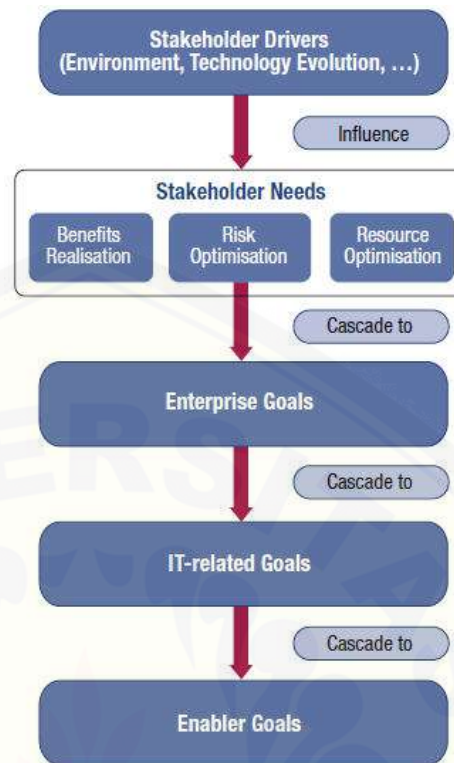 Stakeholder Drivers
(Environment, Technology Evolution, …)
Influence
Stakeholder Needs
Benefits
Realisation
Risk
Optimisation
Resource
Optimisation
Cascade to
Enterprise Goals
Cascade to
IT-related Goals
Cascade to
Enabler Goals